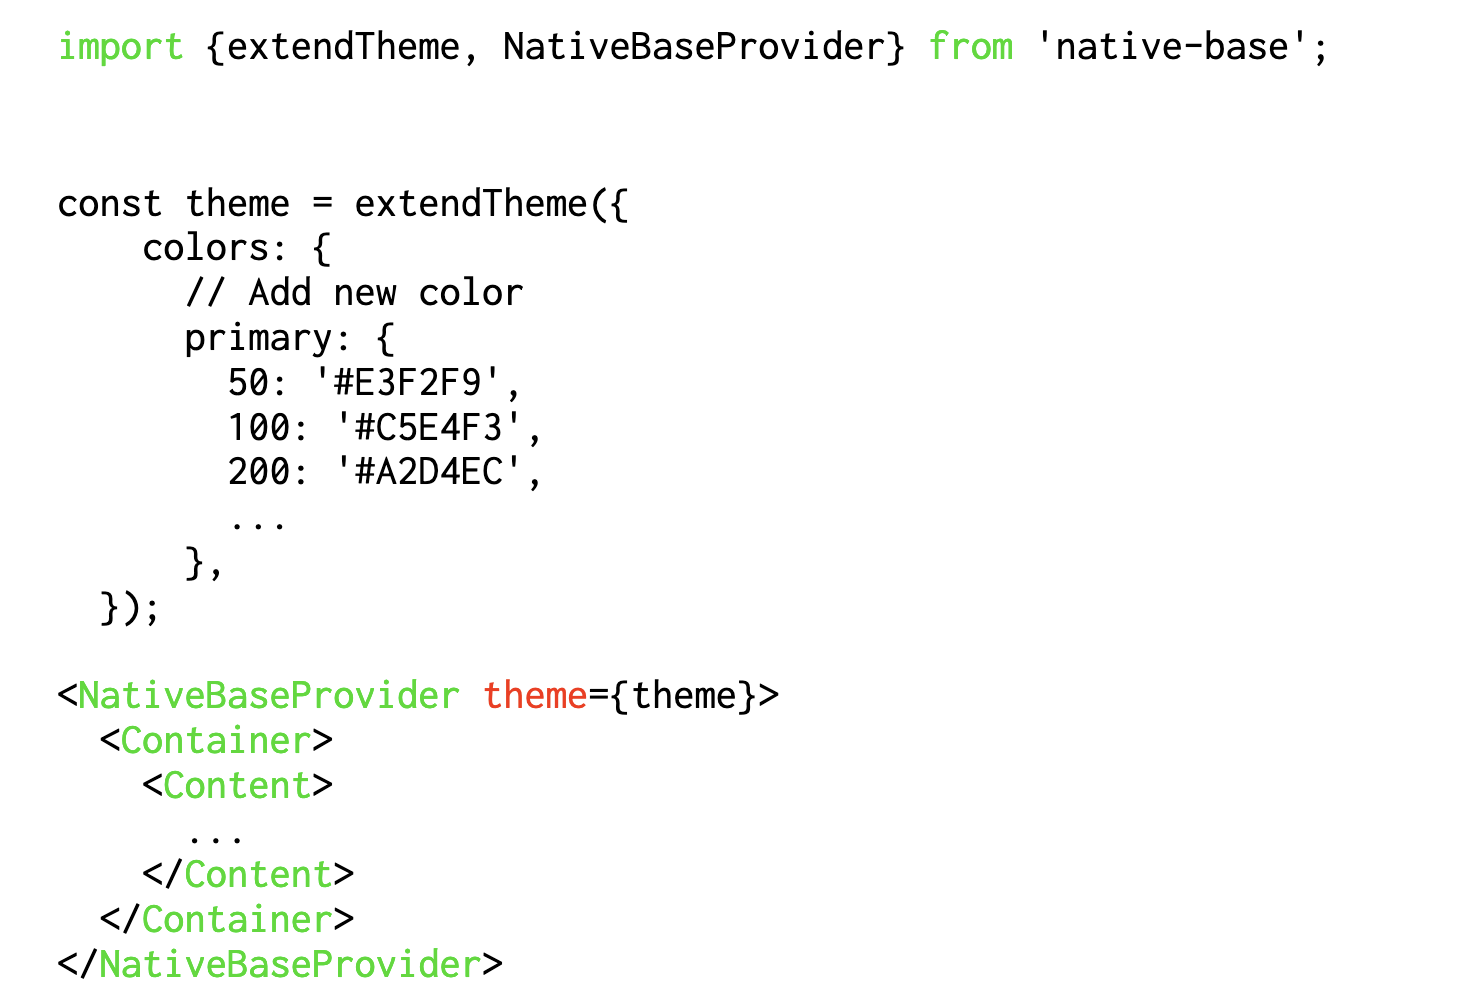 import {extendTheme, NativeBaseProvider} from 'native-base';
const theme = extendTheme({
colors: {
// Add new color
primary: {
50: '#E3F2F9',
100: '#C5E4F3',
200: '#A2D4EC',
...
},
});
<NativeBaseProvider theme={theme}>
<Container>
<Content>
...
</Content>
</Container>
</NativeBaseProvider>